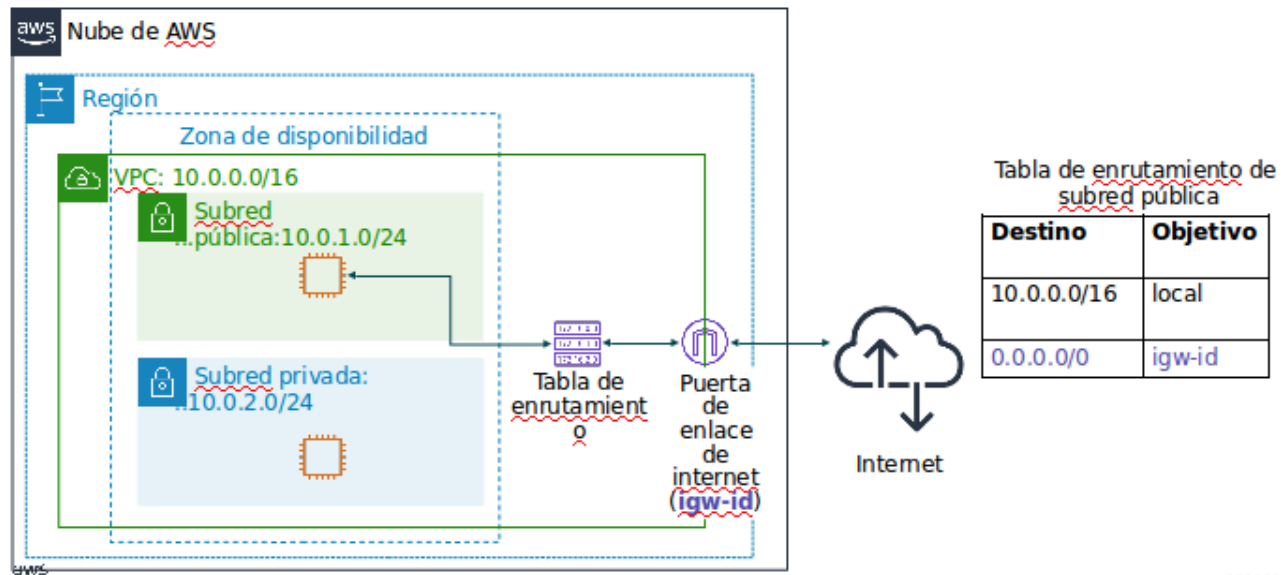 aws Nube de AWS
Región
Zona de disponibilidad
VPC: 10.0.0.0/16
Subred
pública:10.0.1.0/24
Subred privada:
10.0.2.0/24
Tabla de
enrutamient
o
Puerta
de
enlace
de
internet
(igw-id)
Internet
Tabla de enrutamiento de
subred pública
Destino Objetivo
10.0.0.0/16 local
0.0.0.0/0 igw-id
aws